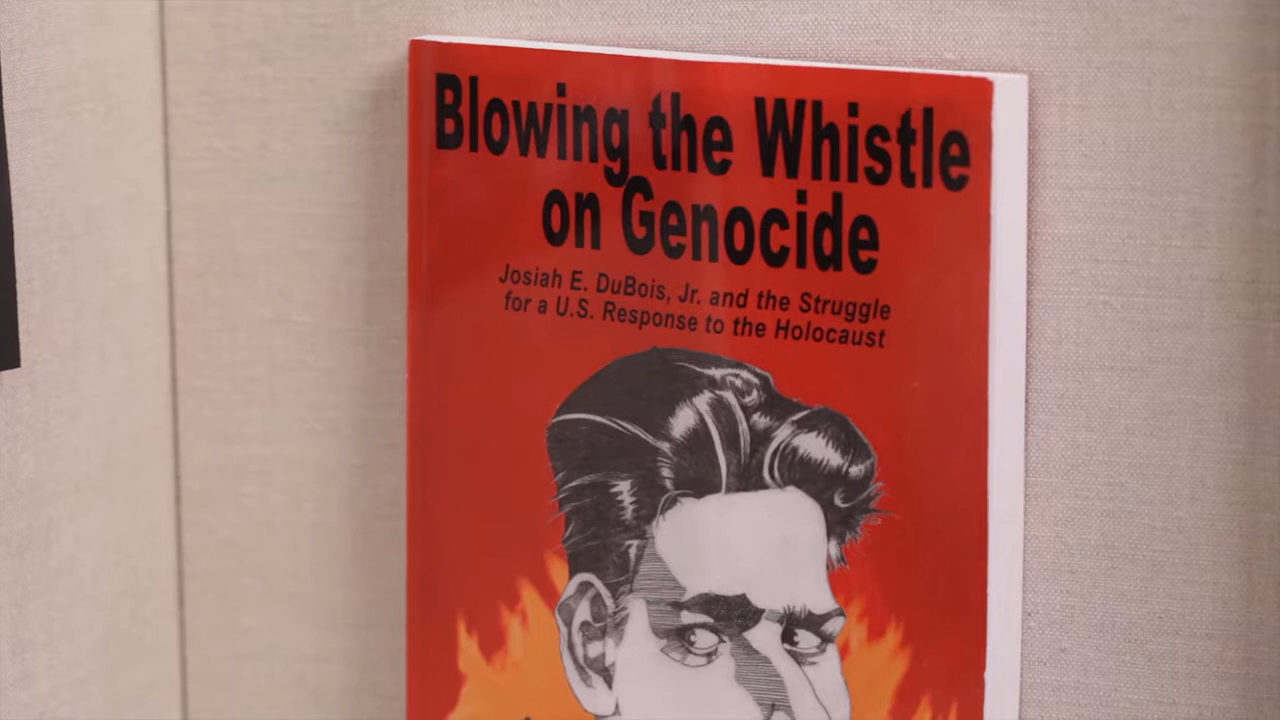 Blowing the Whistle
on Genocide
Josiah E. DuBois, Jr. and the Struggle
for a U.S. Response to the Holocaust